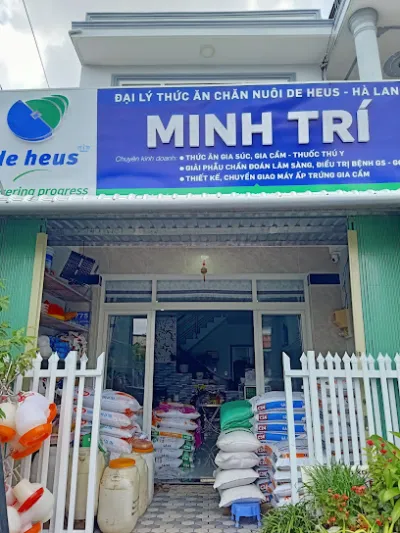 ĐẠI LÝ THỨC ĂN CHĂN NUÔI DE HEUS - HÀ LAN
MINH TRÍ
de heus
Chuyên kinh doanh: • THỨC ĂN GIA SÚC, GIA CẦM - THUỐC THÚ Y
• GIẢI PHẪU CHẨN ĐOÁN LÂM SÀNG, ĐIỀU TRỊ BỆNH GS - G
• THIẾT KẾ, CHUYỂN GIAO MÁY ẤP TRỨNG GIA CẦM
vering progress